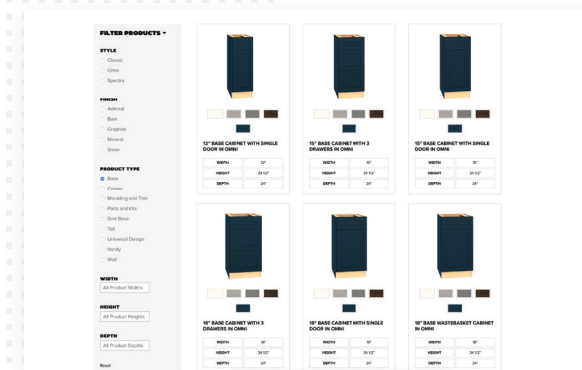 FILTER PRODUCTS
STYLE
Classic
Omni
Spectra
FINISH
Admiral
Bark
Graphite
Mineral
Snow
PRODUCT TYPE
Base
Corner
Moulding and Trim
Parts and Kits
Sink Base
Tall
Universal Design
Vanity
Wall
WIDTH
All Product Widths
HEIGHT
All Product Heights
DEPTH
All Product Depths
Reset
12" BASE CABINET WITH SINGLE
DOOR IN OMNI
WIDTH 12"
HEIGHT 34 1/2"
DEPTH 24"
15" BASE CABINET WITH 3
DRAWERS IN OMNI
WIDTH 15"
HEIGHT 34 1/2"
DEPTH 24"
15" BASE CABINET WITH SINGLE
DOOR IN OMNI
WIDTH 15"
HEIGHT 34 1/2"
DEPTH 24"
18" BASE CABINET WITH 3
DRAWERS IN OMNI
WIDTH 18"
HEIGHT 34 1/2"
DEPTH 24"
18" BASE CABINET WITH SINGLE
DOOR IN OMNI
WIDTH 18"
HEIGHT 34 1/2"
DEPTH 24"
18" BASE WASTEBASKET CABINET
IN OMNI
WIDTH 18"
HEIGHT 34 1/2"
DEPTH 24"